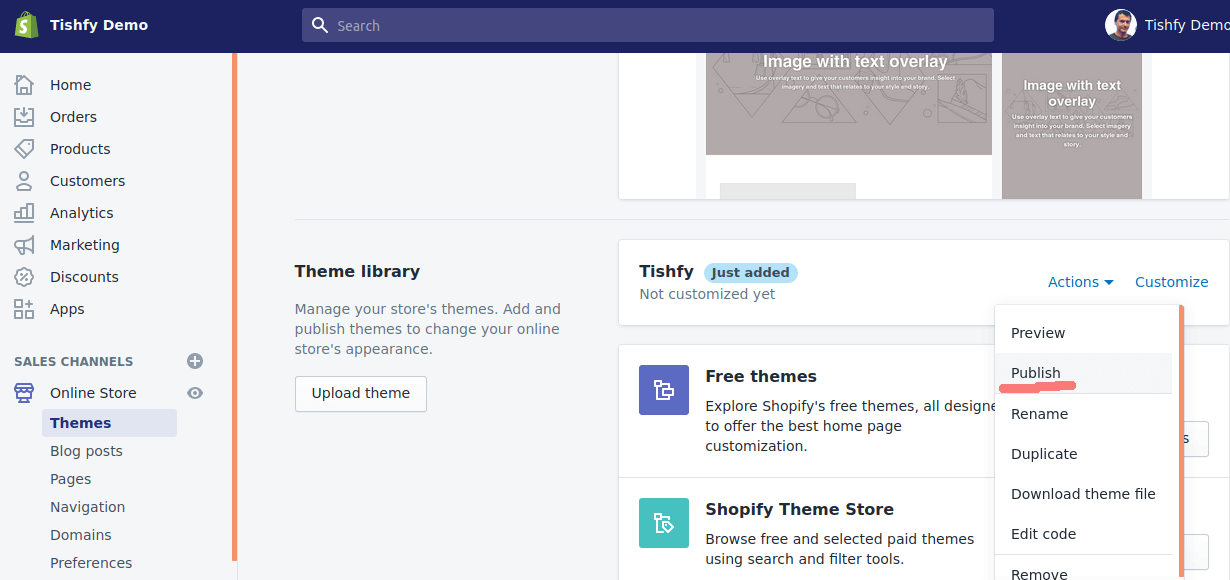 Tishfy Demo
Search
Tishfy Demo
Home
Orders
Products
Customers
Analytics
Marketing
Discounts
Apps
SALES CHANNELS
Online Store
Themes
Blog posts
Pages
Navigation
Domains
Preferences
Image with text overlay
Use overlay text to give your customers insight into your brand. Select
imagery and text that relates to your style and story.
Image with text
overlay
Use overlay text to give your customers
insight into your brand. Select imagery
and text that relates to your style and
story.
Theme library
Manage your store's themes. Add and
publish themes to change your online
store's appearance.
Upload theme
Tishfy Just added
Not customized yet
Actions
Customize
Preview
Publish
Rename
Duplicate
Download theme file
Edit code
Remove
Free themes
Explore Shopify's free themes, all designe
to offer the best home page
customization.
s
Shopify Theme Store
Browse free and selected paid themes
using search and filter tools.